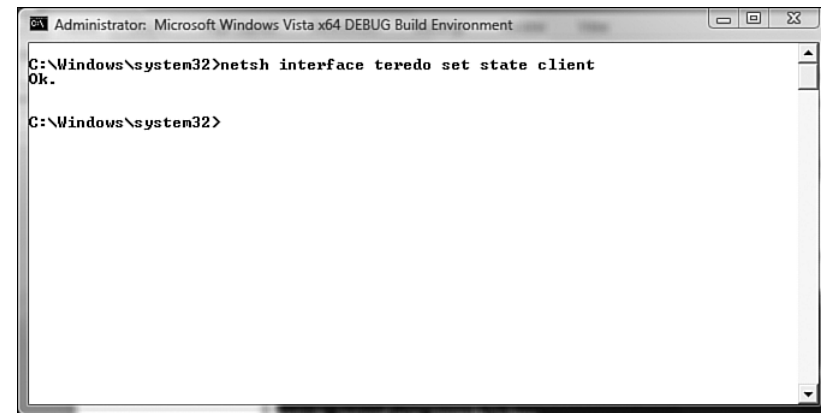 Administrator: Microsoft Windows Vista x64 DEBUG Build Environment
C:\Windows\system32>netsh interface teredo set state client
Ok.
C:\Windows\system32>